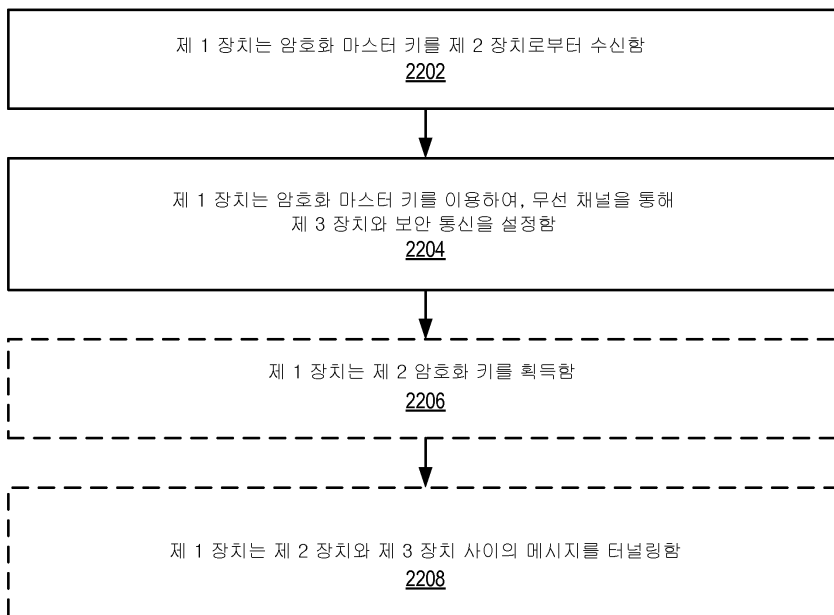 제 1 장치는 암호화 마스터 키를 제 2 장치로부터 수신함
2202
제 1 장치는 암호화 마스터 키를 이용하여, 무선 채널을 통해
제 3 장치와 보안 통신을 설정함
2204
제 1 장치는 제 2 암호화 키를 획득함
2206
제 1 장치는 제 2 장치와 제 3 장치 사이의 메시지를 터널링함
2208